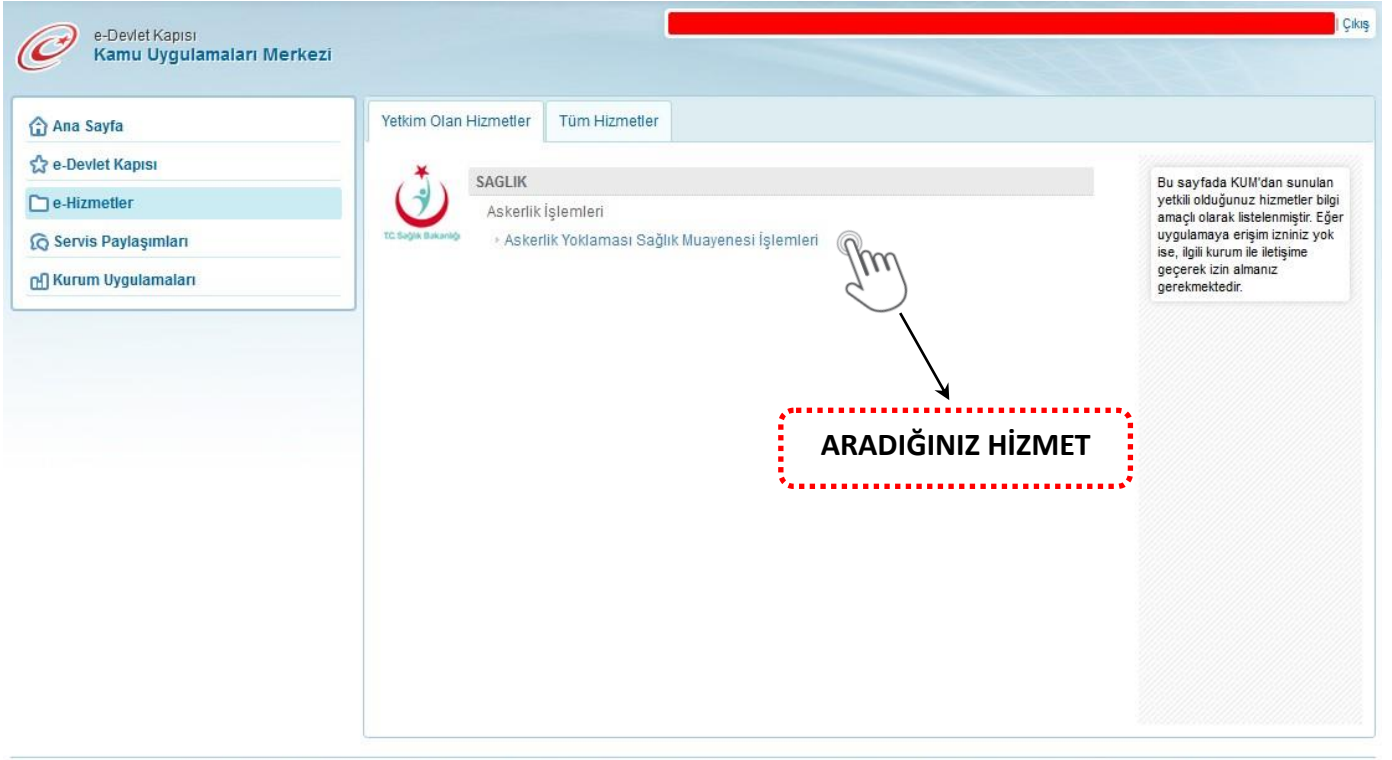 e-Devlet Kapısı
Kamu Uygulamaları Merkezi
| Çıkış
Ana Sayfa
e-Devlet Kapısı
e-Hizmetler
Servis Paylaşımları
Kurum Uygulamaları
Yetkim Olan Hizmetler
Tüm Hizmetler
T.C. Sağlık Bakanlığı
SAGLIK
Askerlik İşlemleri
Askerlik Yoklaması Sağlık Muayenesi İşlemleri
ARADIĞINIZ HİZMET
Bu sayfada KUM'dan sunulan
yetkili olduğunuz hizmetler bilgi
amaçlı olarak listelenmiştir. Eğer
uygulamaya erişim izniniz yok
ise, ilgili kurum ile iletişime
geçerek izin almanız
gerekmektedir.